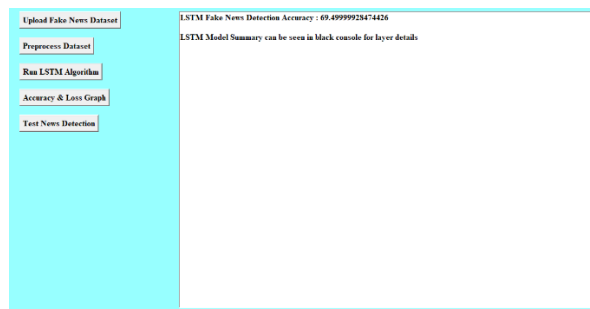 Upload Fake News Dataset
Preprocess Dataset
Run LSTM Algorithm
Accuracy & Loss Graph
Test News Detection
LSTM Fake News Detection Accuracy : 69.49999928474426
LSTM Model Summary can be seen in black console for layer details